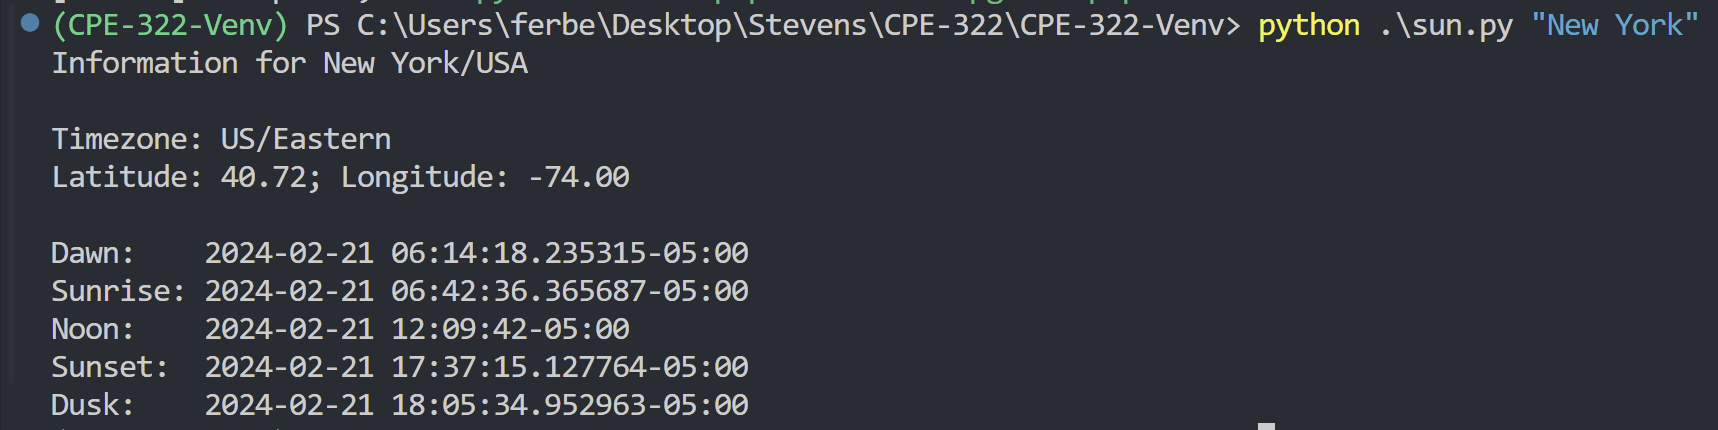 (CPE-322-Venv) PS C:\Users\ferbe\Desktop\Stevens\CPE-322\CPE-322-Venv> python .\sun.py "New York"
Information for New York/USA
Timezone: US/Eastern
Latitude: 40.72; Longitude: -74.00
Dawn:    2024-02-21 06:14:18.235315-05:00
Sunrise: 2024-02-21 06:42:36.365687-05:00
Noon:    2024-02-21 12:09:42-05:00
Sunset:  2024-02-21 17:37:15.127764-05:00
Dusk:    2024-02-21 18:05:34.952963-05:00